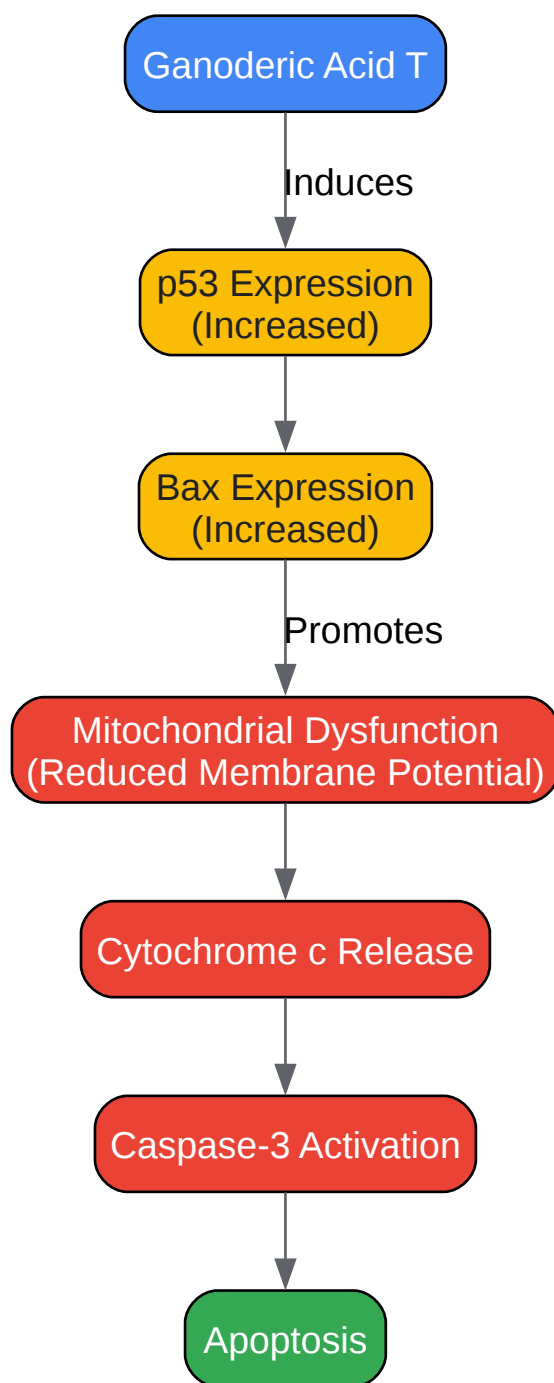 Ganoderic Acid T
Induces
p53 Expression
(Increased)
Bax Expression
(Increased)
Promotes
Mitochondrial Dysfunction
(Reduced Membrane Potential)
Cytochrome c Release
Caspase-3 Activation
Apoptosis